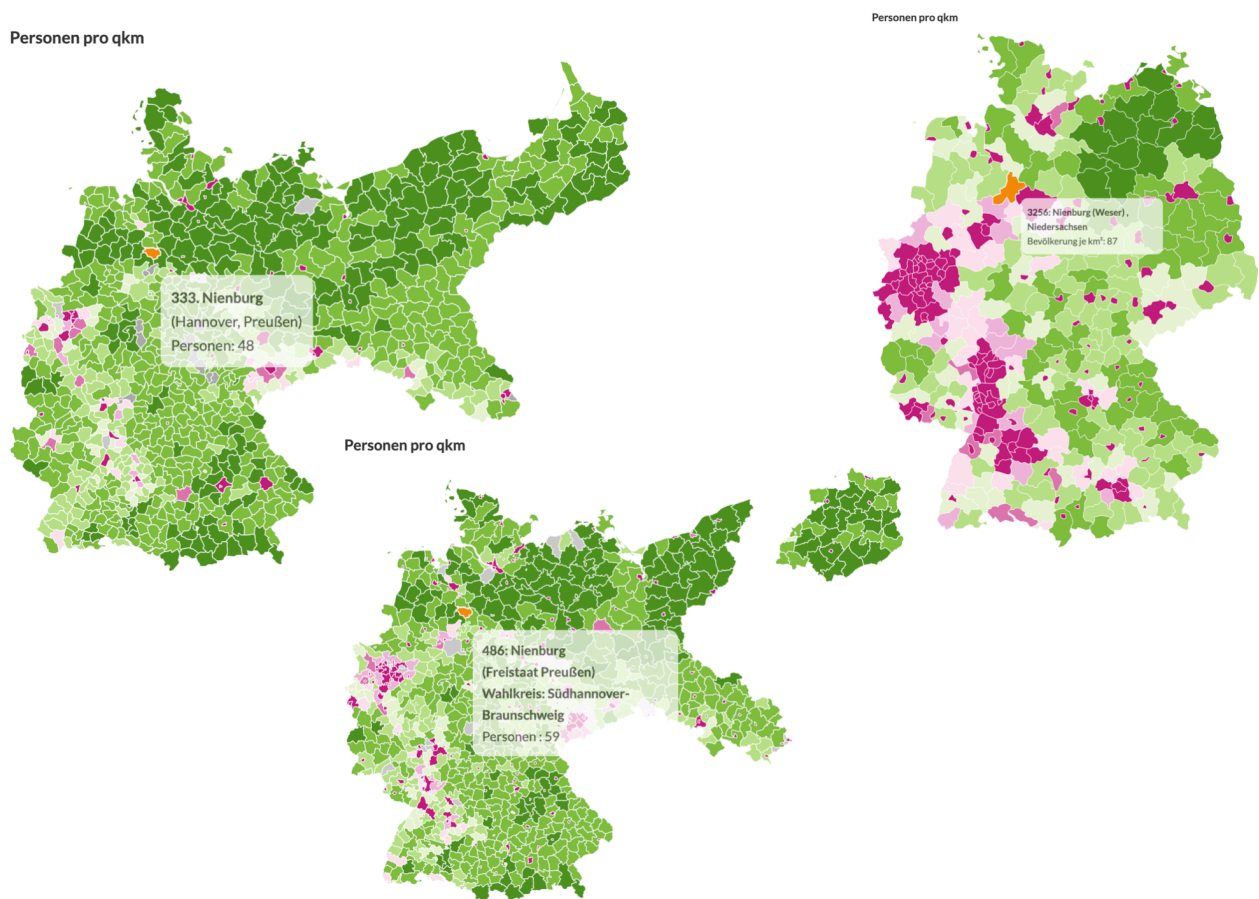 Personen pro qkm
333. Nienburg
(Hannover, Preußen)
Personen: 48
Personen pro qkm
3256: Nienburg (Weser) ,
Niedersachsen
Bevölkerung je km²: 87
Personen pro qkm
486: Nienburg
(Freistaat Preußen)
Wahlkreis: Südhannover-
Braunschweig
Personen : 59